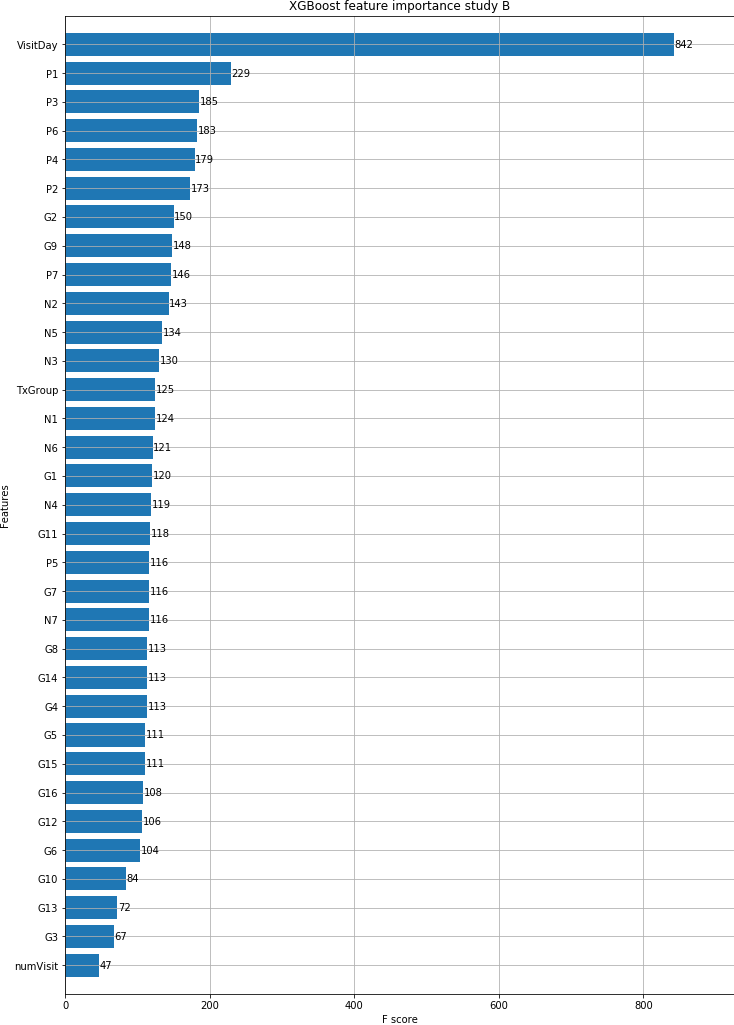 XGBoost feature importance study B
VisitDay 842
P1 229
P3 185
P6 183
P4 179
P2 173
G2 150
G9 148
P7 146
N2 143
N5 134
N3 130
TxGroup 125
N1 124
N6 121
G1 120
N4 119
G11 118
P5 116
G7 116
N7 116
G8 113
G14 113
G4 113
G5 111
G15 111
G16 108
G12 106
G6 104
G10 84
G13 72
G3 67
numVisit 47
Features
0 200 400 600 800
F score